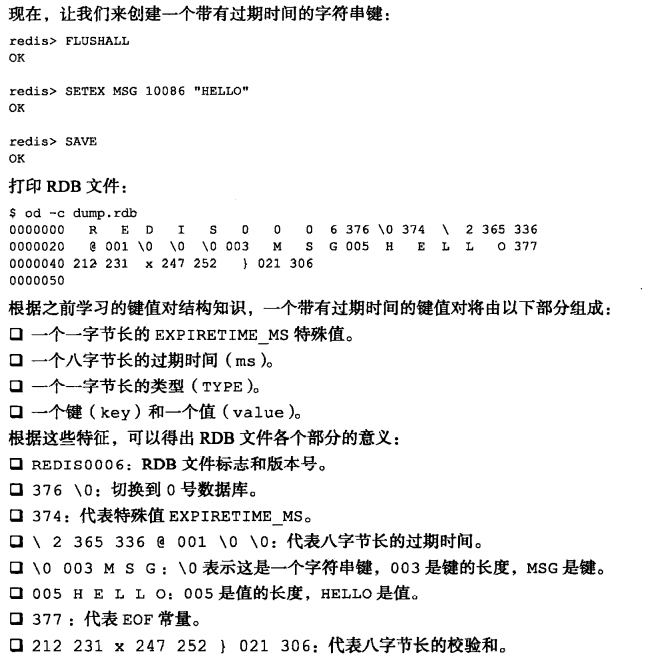 现在，让我们来创建一个带有过期时间的字符串键：
redis> FLUSHALL
OK
redis> SETEX MSG 10086 "HELLO"
OK
redis> SAVE
OK
打印 RDB 文件：
$ od -c dump.rdb
0000000 R E D I S 0 0 0 6 376 \0 374 \ 2 365 336
0000020 @ 001 \0 \0 \0 003 M S G 005 H E L L O 377
0000040 212 231 x 247 252 } 021 306
0000050
根据之前学习的键值对结构知识，一个带有过期时间的键值对将由以下部分组成：
❑ 一个一字节长的 EXPIRETIME_MS 特殊值。
❑ 一个八字节长的过期时间（ms）。
❑ 一个一字节长的类型（TYPE）。
❑ 一个键（key）和一个值（value）。
根据这些特征，可以得出 RDB 文件各个部分的意义：
❑ REDIS0006：RDB 文件标志和版本号。
❑ 376 \0：切换到 0 号数据库。
❑ 374：代表特殊值 EXPIRETIME_MS。
❑ \ 2 365 336 @ 001 \0 \0：代表八字节长的过期时间。
❑ \0 003 M S G：\0 表示这是一个字符串键，003 是键的长度，MSG 是键。
❑ 005 H E L L O：005 是值的长度，HELLO 是值。
❑ 377：代表 EOF 常量。
❑ 212 231 x 247 252 } 021 306：代表八字节长的校验和。